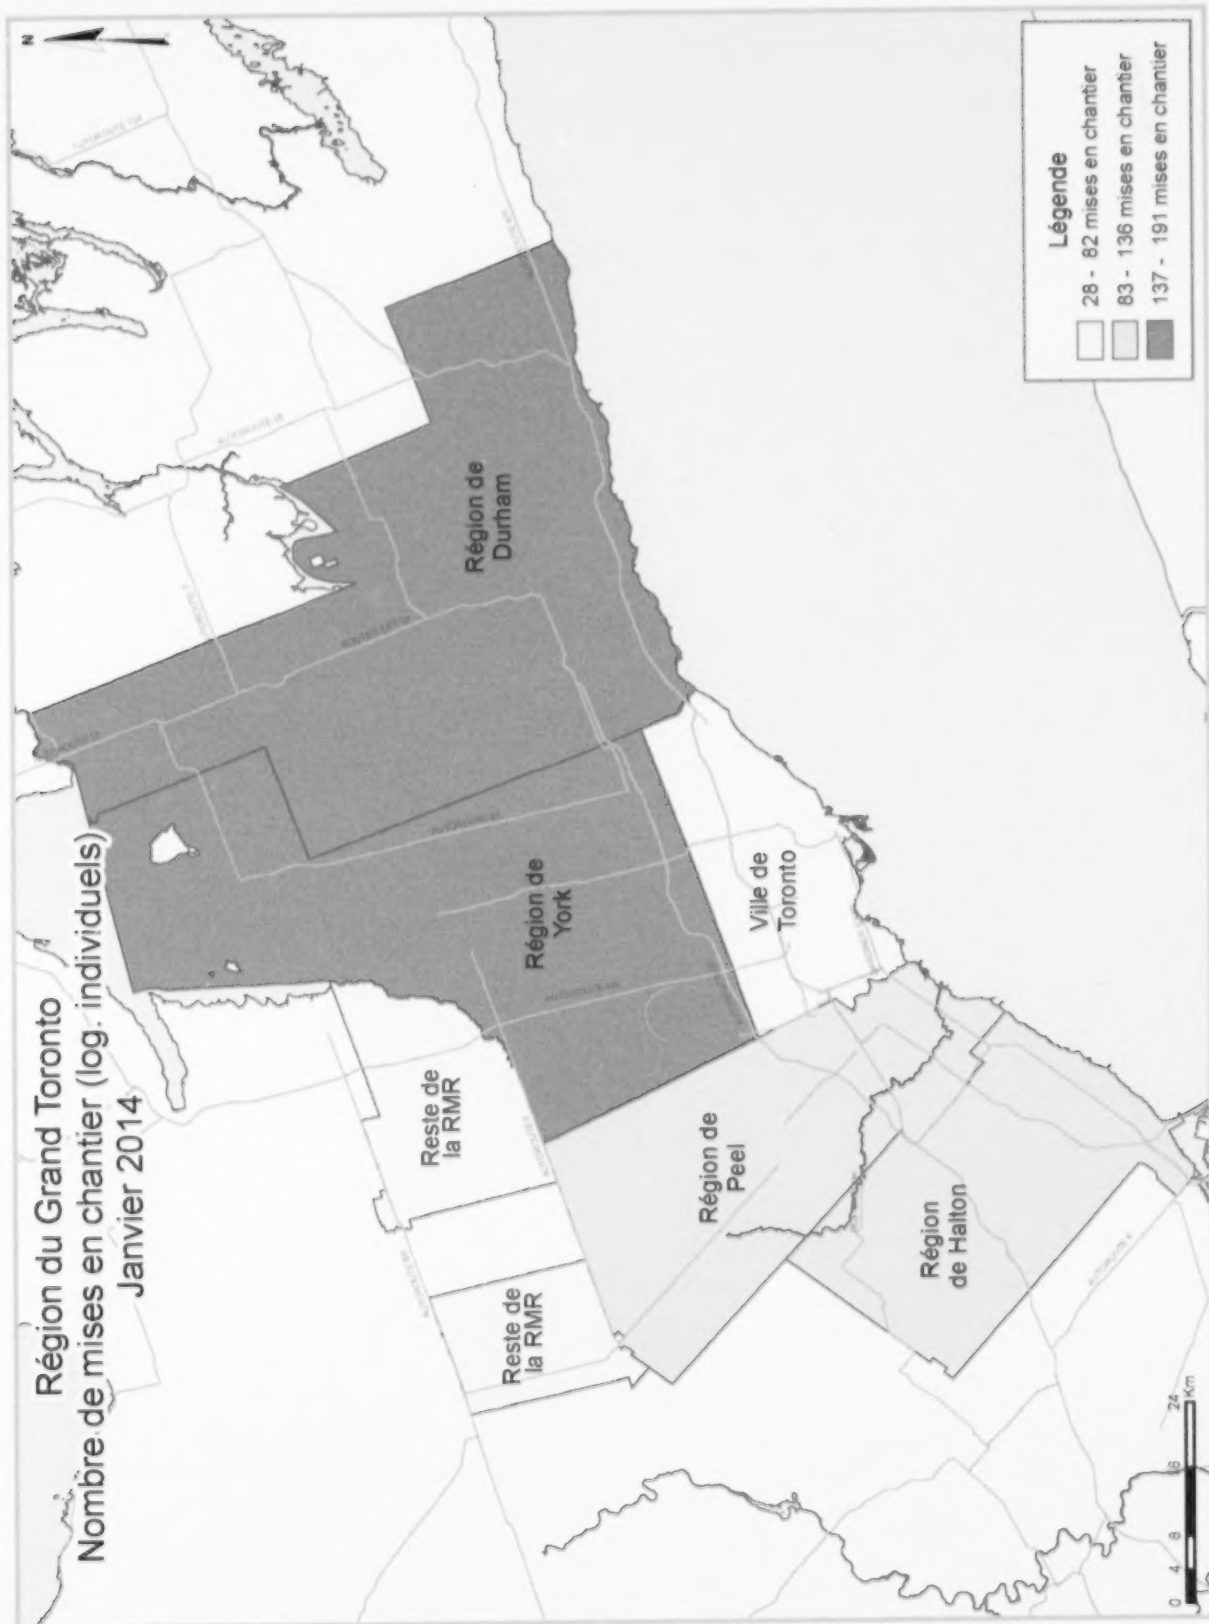 Région du Grand Toronto
Nombre de mises en chantier (log. individuels)
Janvier 2014
N
Reste de
la RMR
Reste de
la RMR
Région de
York
Région de
Durham
Région de
Peel
Ville de
Toronto
Région
de Halton
AUTOROUTE 9
Légende
28 - 82 mises en chantier
83 - 136 mises en chantier
137 - 191 mises en chantier
0 4 8 16 24
Km